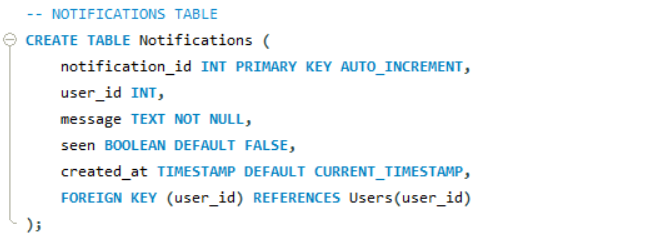 -- NOTIFICATIONS TABLE
CREATE TABLE Notifications (
notification_id INT PRIMARY KEY AUTO_INCREMENT,
user_id INT,
message TEXT NOT NULL,
seen BOOLEAN DEFAULT FALSE,
created_at TIMESTAMP DEFAULT CURRENT_TIMESTAMP,
FOREIGN KEY (user_id) REFERENCES Users(user_id)
);